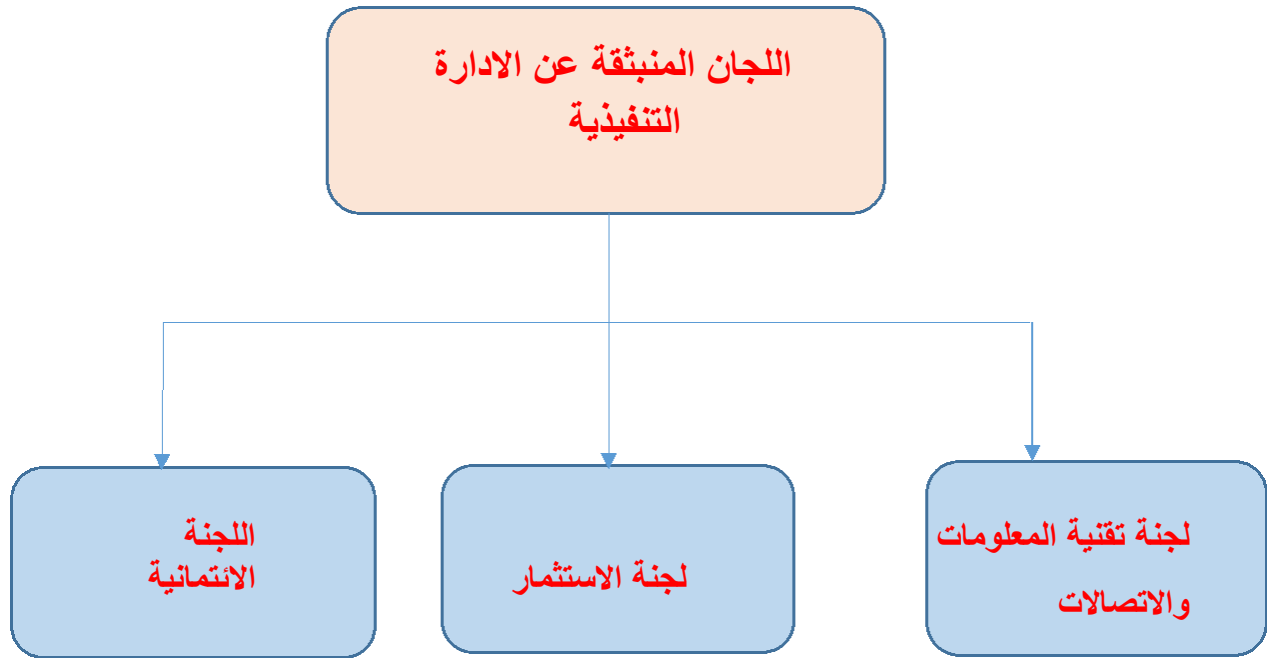 اللجان المنبثقة عن الادارة
التنفيذية
لجنة تقنية المعلومات
والاتصالات
لجنة الاستثمار
اللجنة
الائتمانية